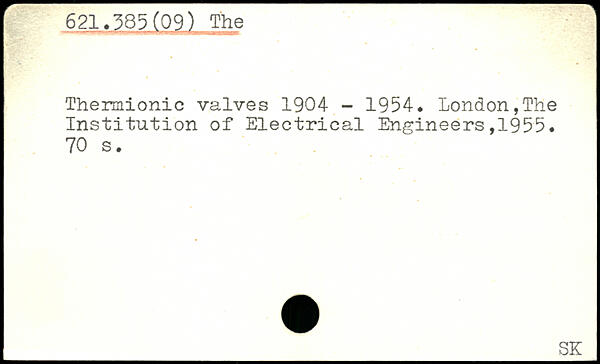 621.385(09) The
Thermionic valves 1904 - 1954. London,The
Institution of Electrical Engineers,1955.
70 s.
SK